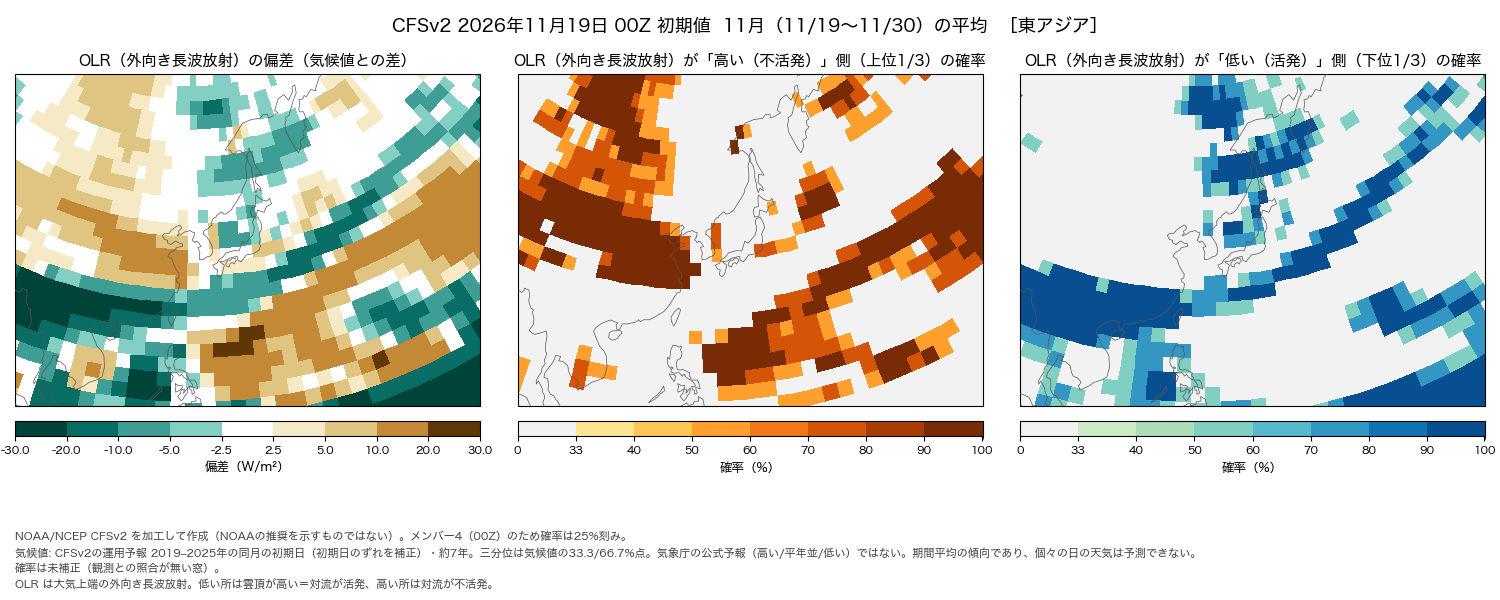 CFSv2 2026年11月19日 00Z 初期値 11月（11/19～11/30）の平均 ［東アジア］
OLR（外向き長波放射）の偏差（気候値との差）
OLR（外向き長波放射）が「高い（不活発）」側（上位1/3）の確率
OLR（外向き長波放射）が「低い（活発）」側（下位1/3）の確率
-30.0 -20.0 -10.0 -5.0 -2.5 2.5 5.0 10.0 20.0 30.0
偏差（W/m²）
0 33 40 50 60 70 80 90 100
確率（%）
0 33 40 50 60 70 80 90 100
確率（%）
NOAA/NCEP CFSv2 を加工して作成（NOAAの推奨を示すものではない）。メンバー4（00Z）のため確率は25%刻み。
気候値: CFSv2の運用予報 2019–2025年の同月の初期日（初期日のずれを補正）・約7年。三分位は気候値の33.3/66.7%点。気象庁の公式予報（高い/平年並/低い）ではない。期間平均の傾向であり、個々の日の天気は予測できない。
確率は未補正（観測との照合が無い窓）。
OLR は大気上端の外向き長波放射。低い所は雲頂が高い＝対流が活発、高い所は対流が不活発。